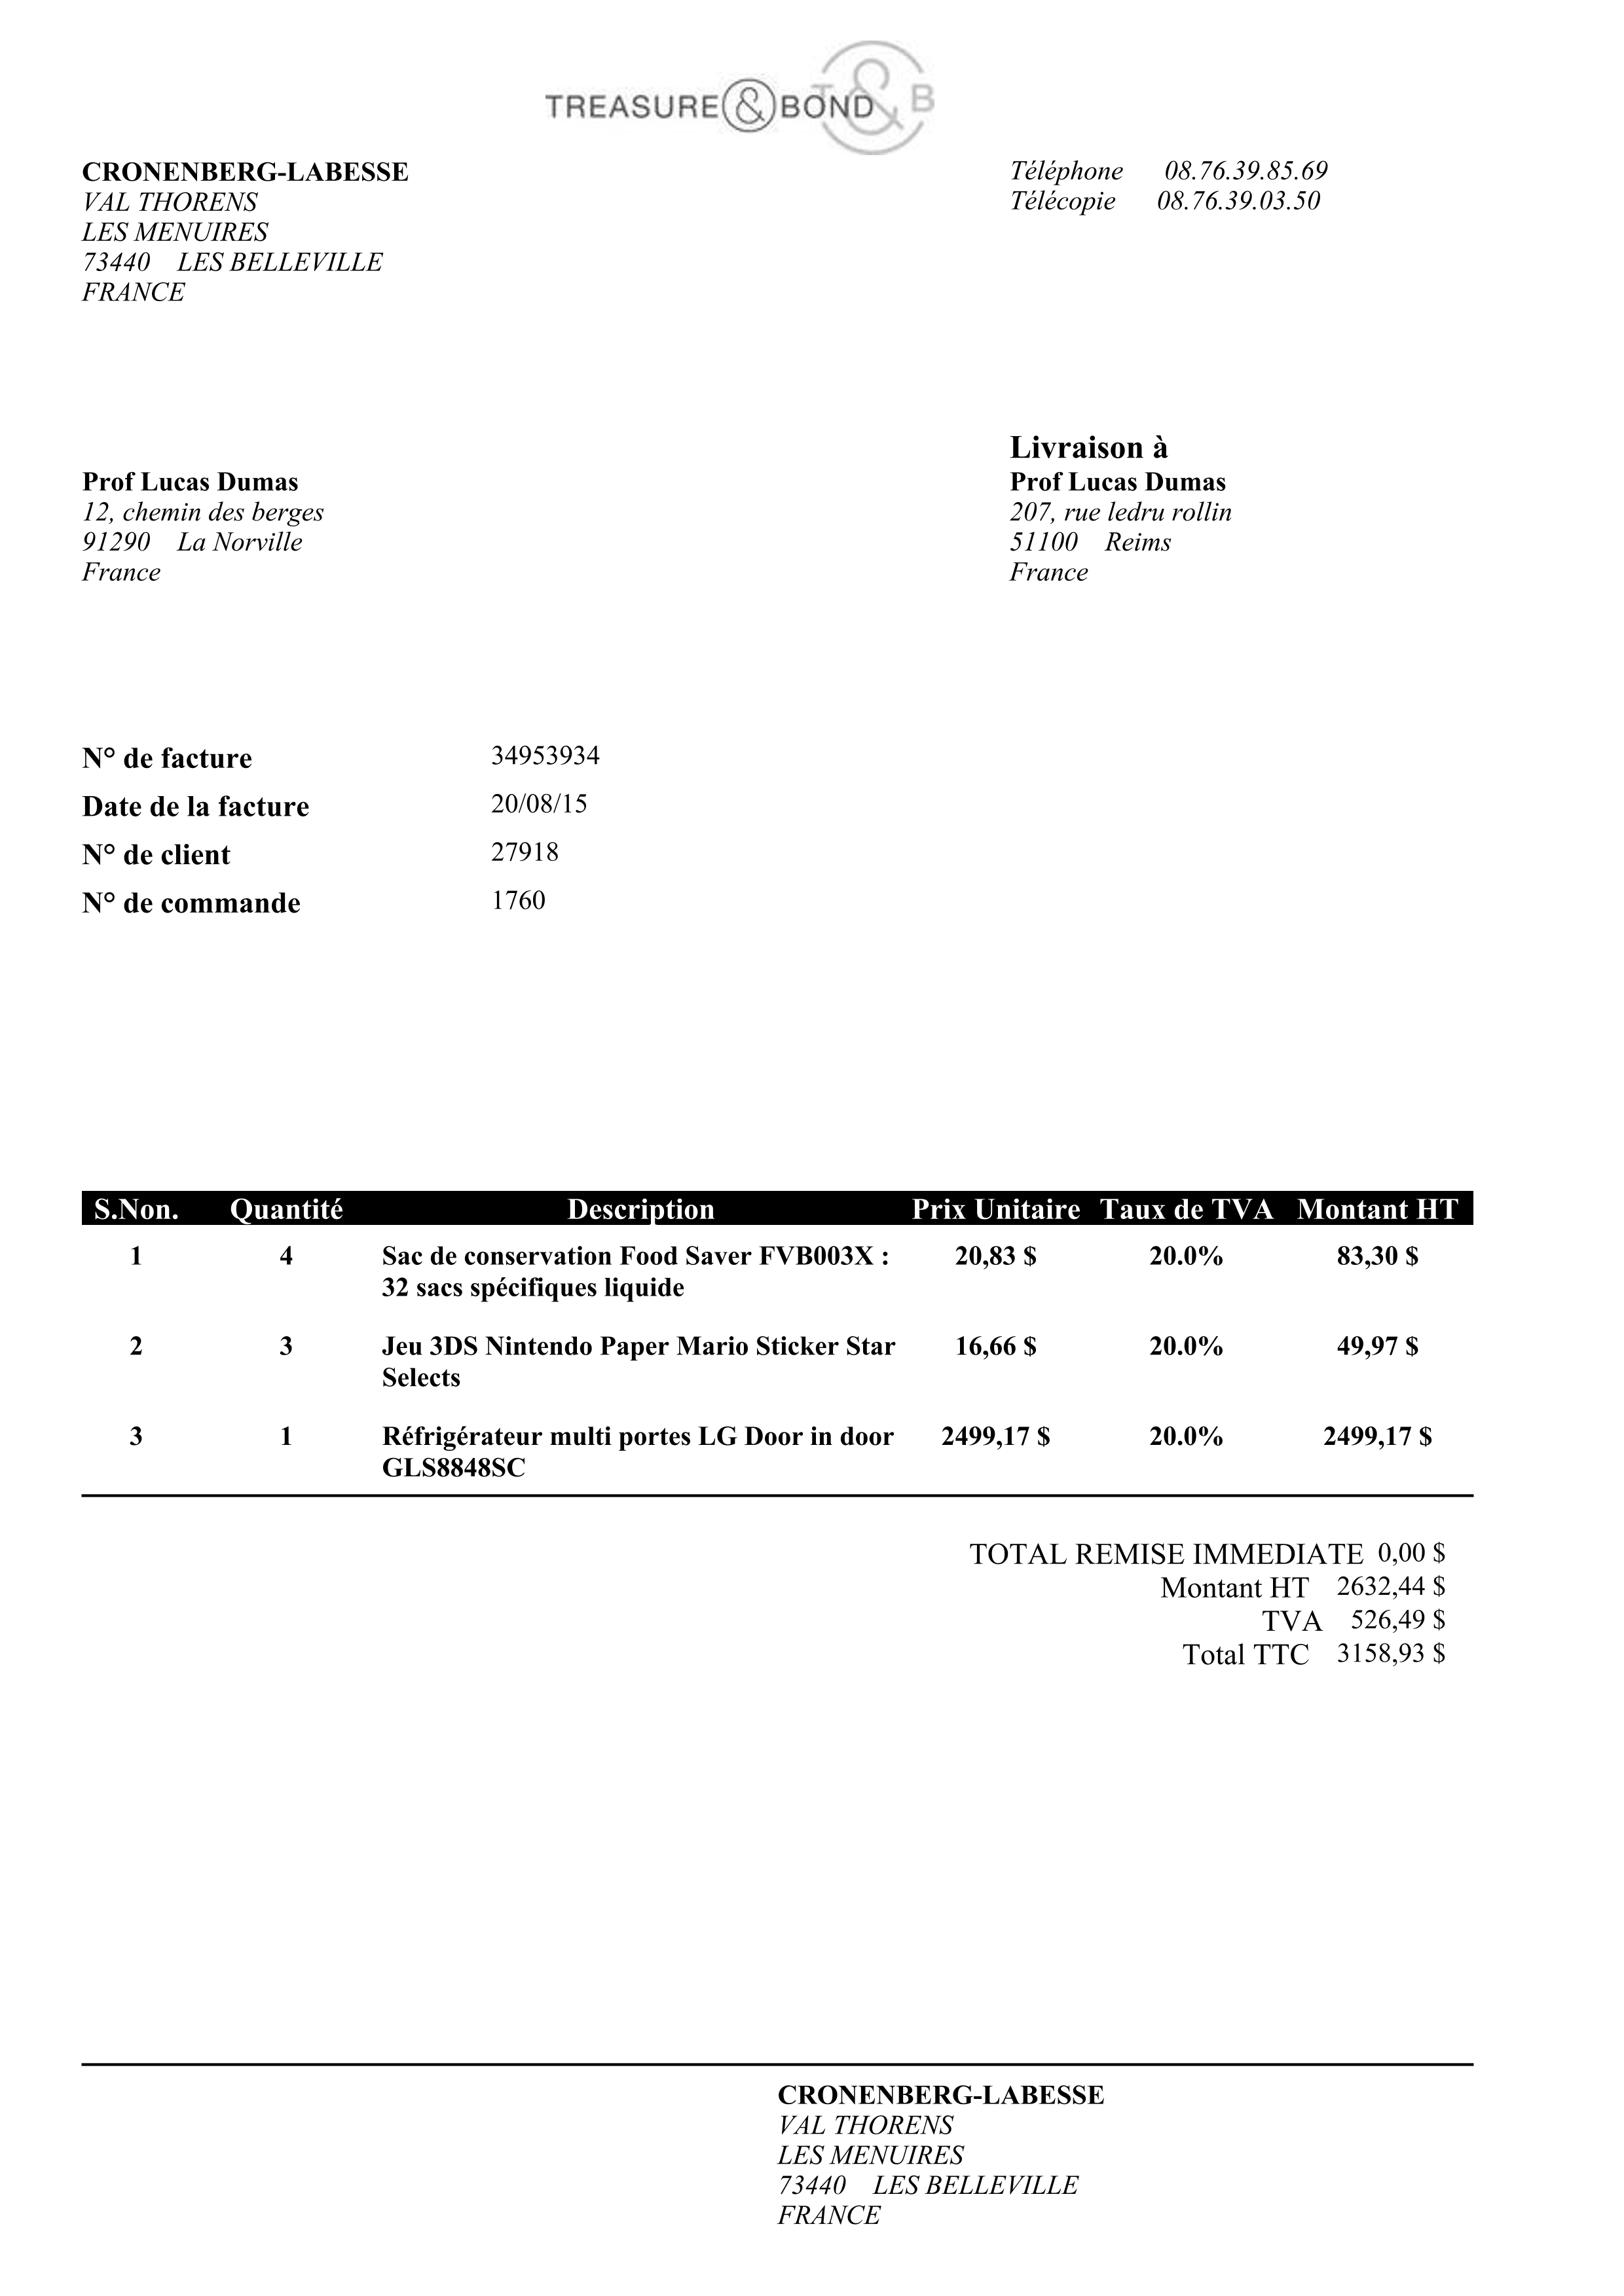 TREASURE & BOND T & B
CRONENBERG-LABESSE
VAL THORENS
LES MENUIRES
73440 LES BELLEVILLE
FRANCE
Téléphone 08.76.39.85.69
Télécopie 08.76.39.03.50
Prof Lucas Dumas
12, chemin des berges
91290 La Norville
France
Livraison à
Prof Lucas Dumas
207, rue ledru rollin
51100 Reims
France
N° de facture 34953934
Date de la facture 20/08/15
N° de client 27918
N° de commande 1760
S.Non. Quantité Description Prix Unitaire Taux de TVA Montant HT
1 4 Sac de conservation Food Saver FVB003X : 20,83 $ 20.0% 83,30 $
32 sacs spécifiques liquide
2 3 Jeu 3DS Nintendo Paper Mario Sticker Star 16,66 $ 20.0% 49,97 $
Selects
3 1 Réfrigérateur multi portes LG Door in door 2499,17 $ 20.0% 2499,17 $
GLS8848SC
TOTAL REMISE IMMEDIATE 0,00 $
Montant HT 2632,44 $
TVA 526,49 $
Total TTC 3158,93 $
CRONENBERG-LABESSE
VAL THORENS
LES MENUIRES
73440 LES BELLEVILLE
FRANCE